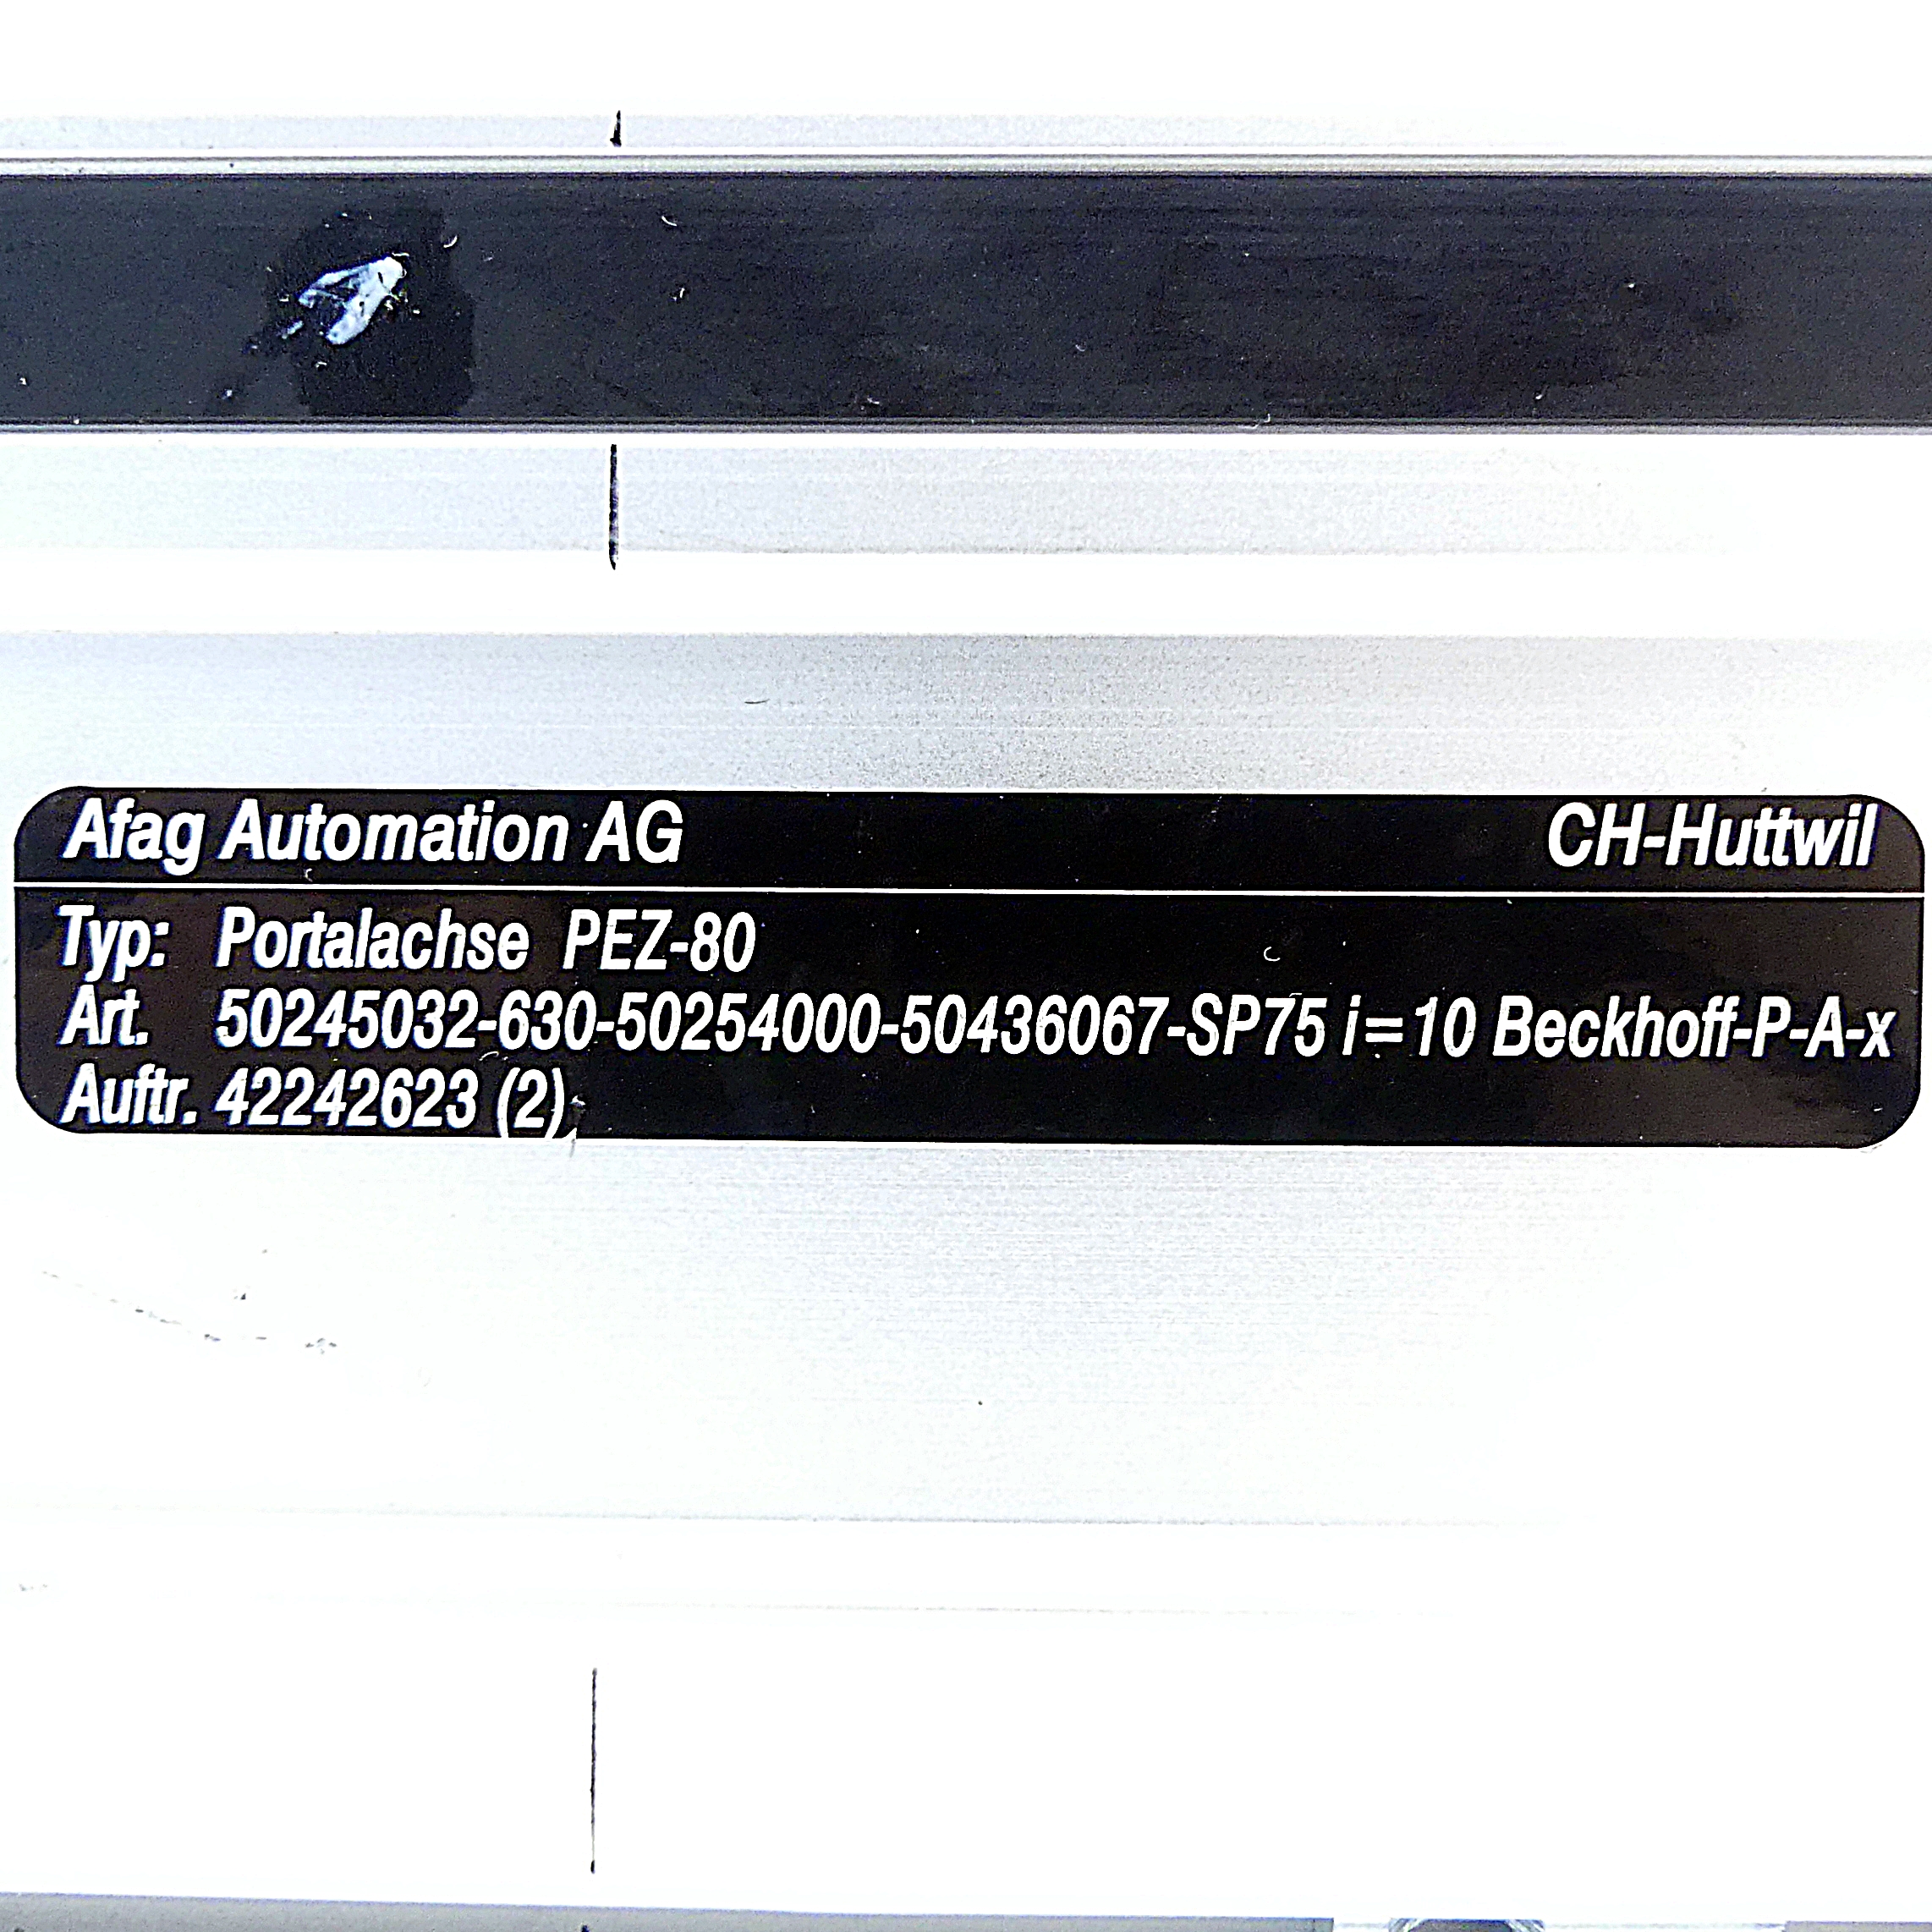 Afag Automation AG CH-Huttwil
Typ: Portalachse PEZ-80
Art. 50245032-630-50254000-50436067-SP75 i=10 Beckhoff-P-A-x
Auftr. 42242623 (2)